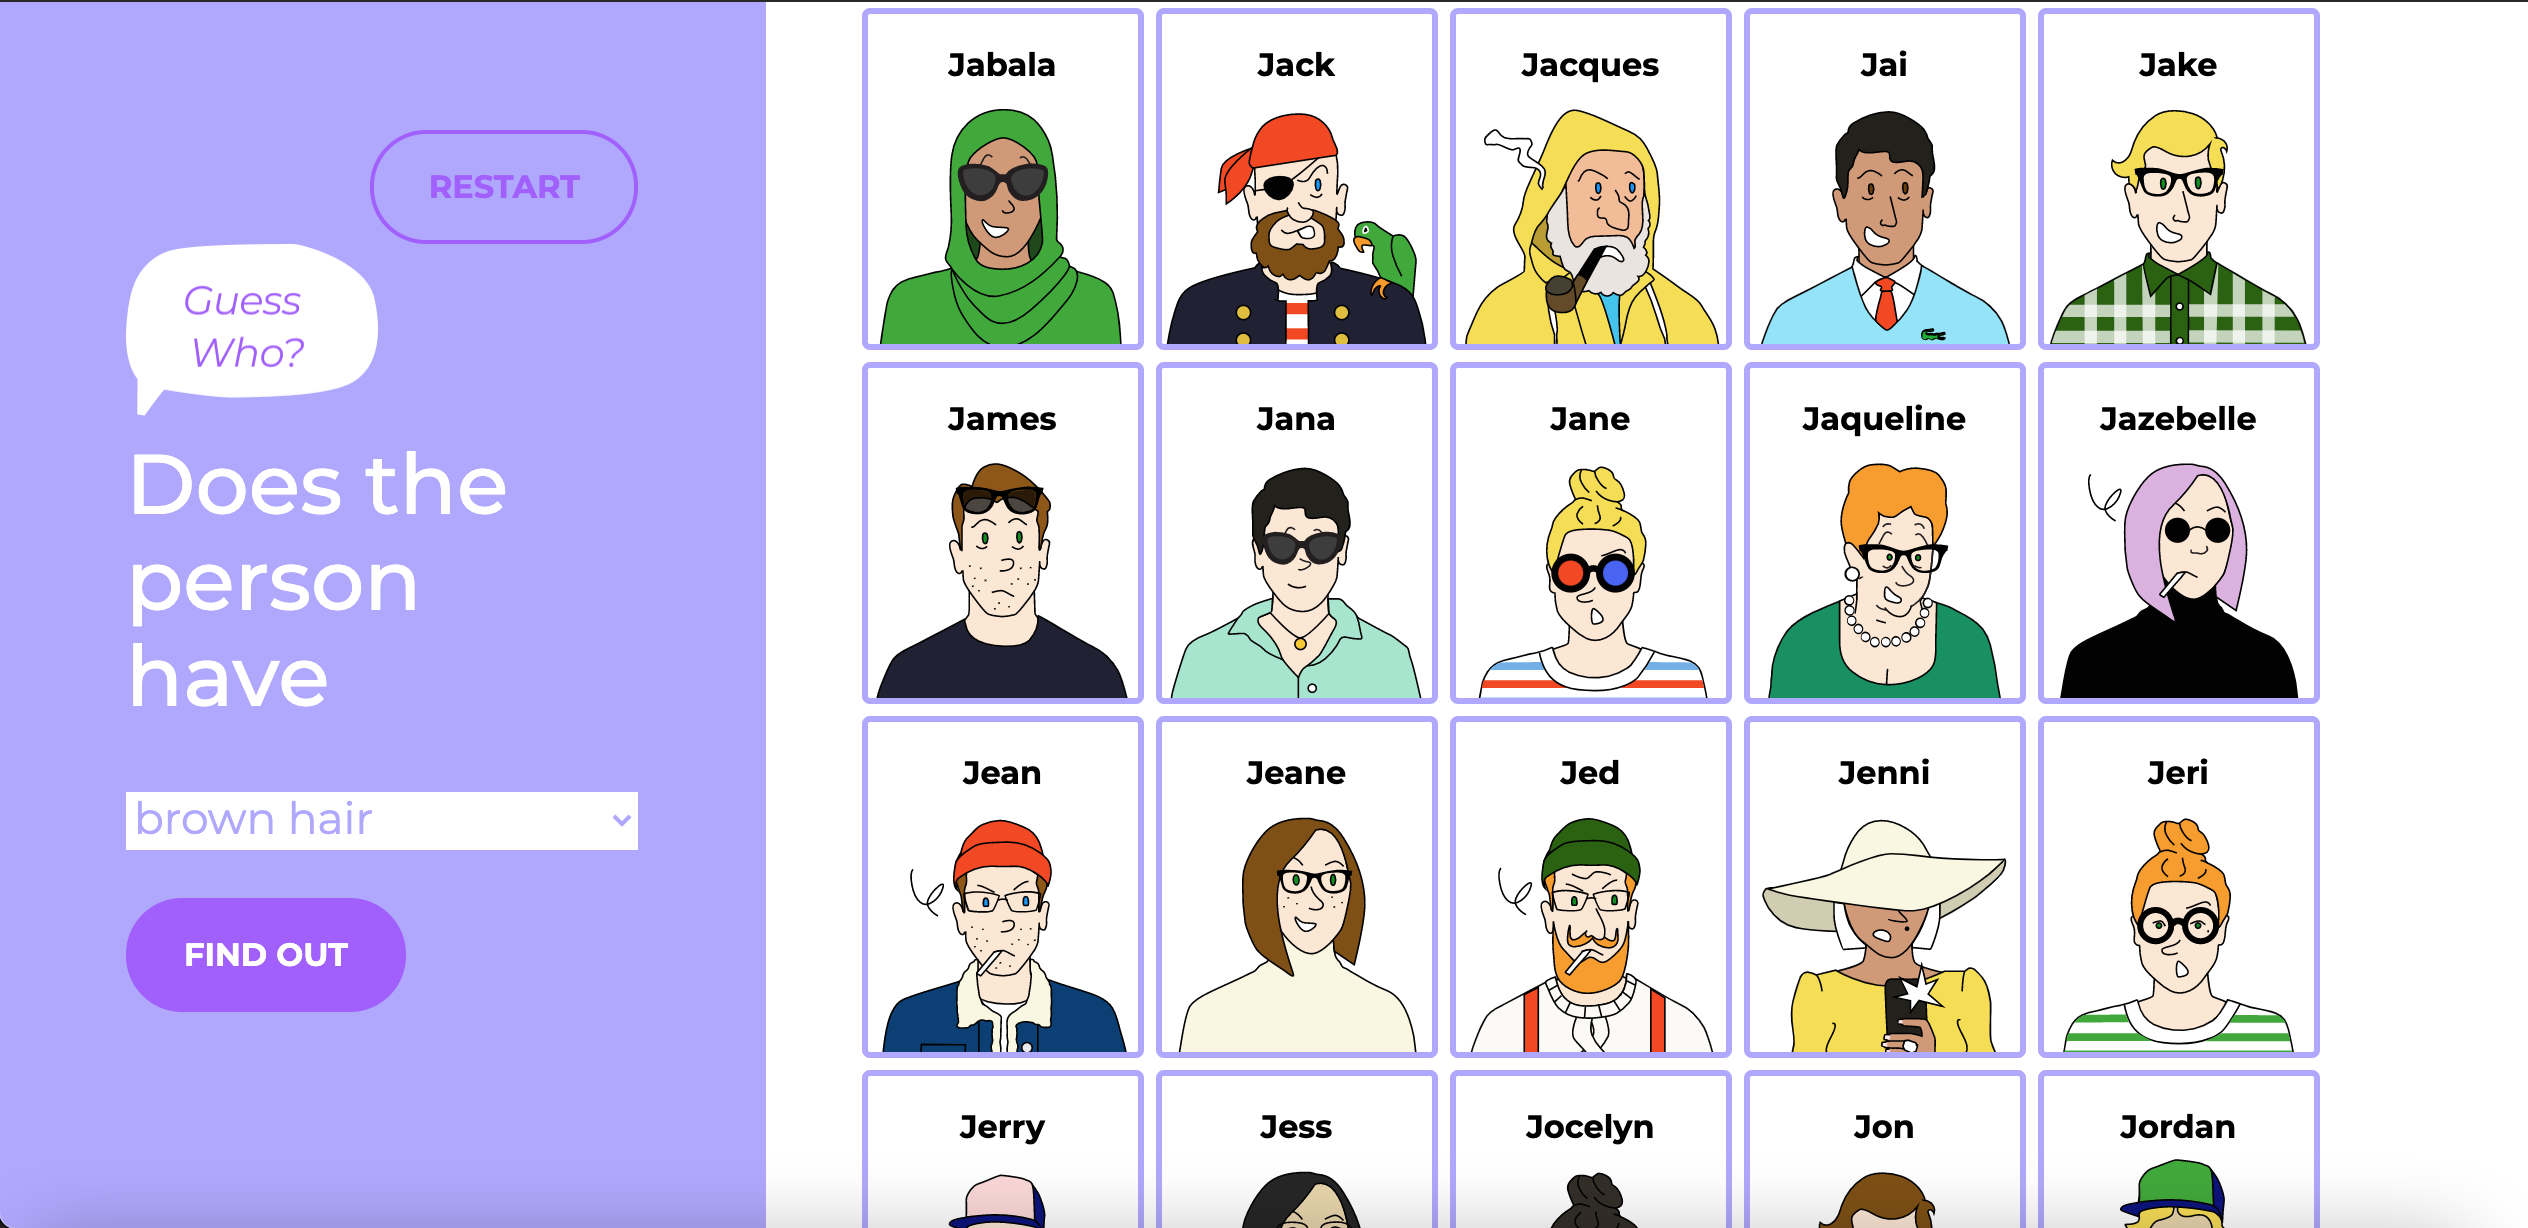 RESTART
Guess
Who?
Does the
person
have
brown hair
FIND OUT
Jabala
Jack
Jacques
Jai
Jake
James
Jana
Jane
Jaqueline
Jazebelle
Jean
Jeane
Jed
Jenni
Jeri
Jerry
Jess
Jocelyn
Jon
Jordan